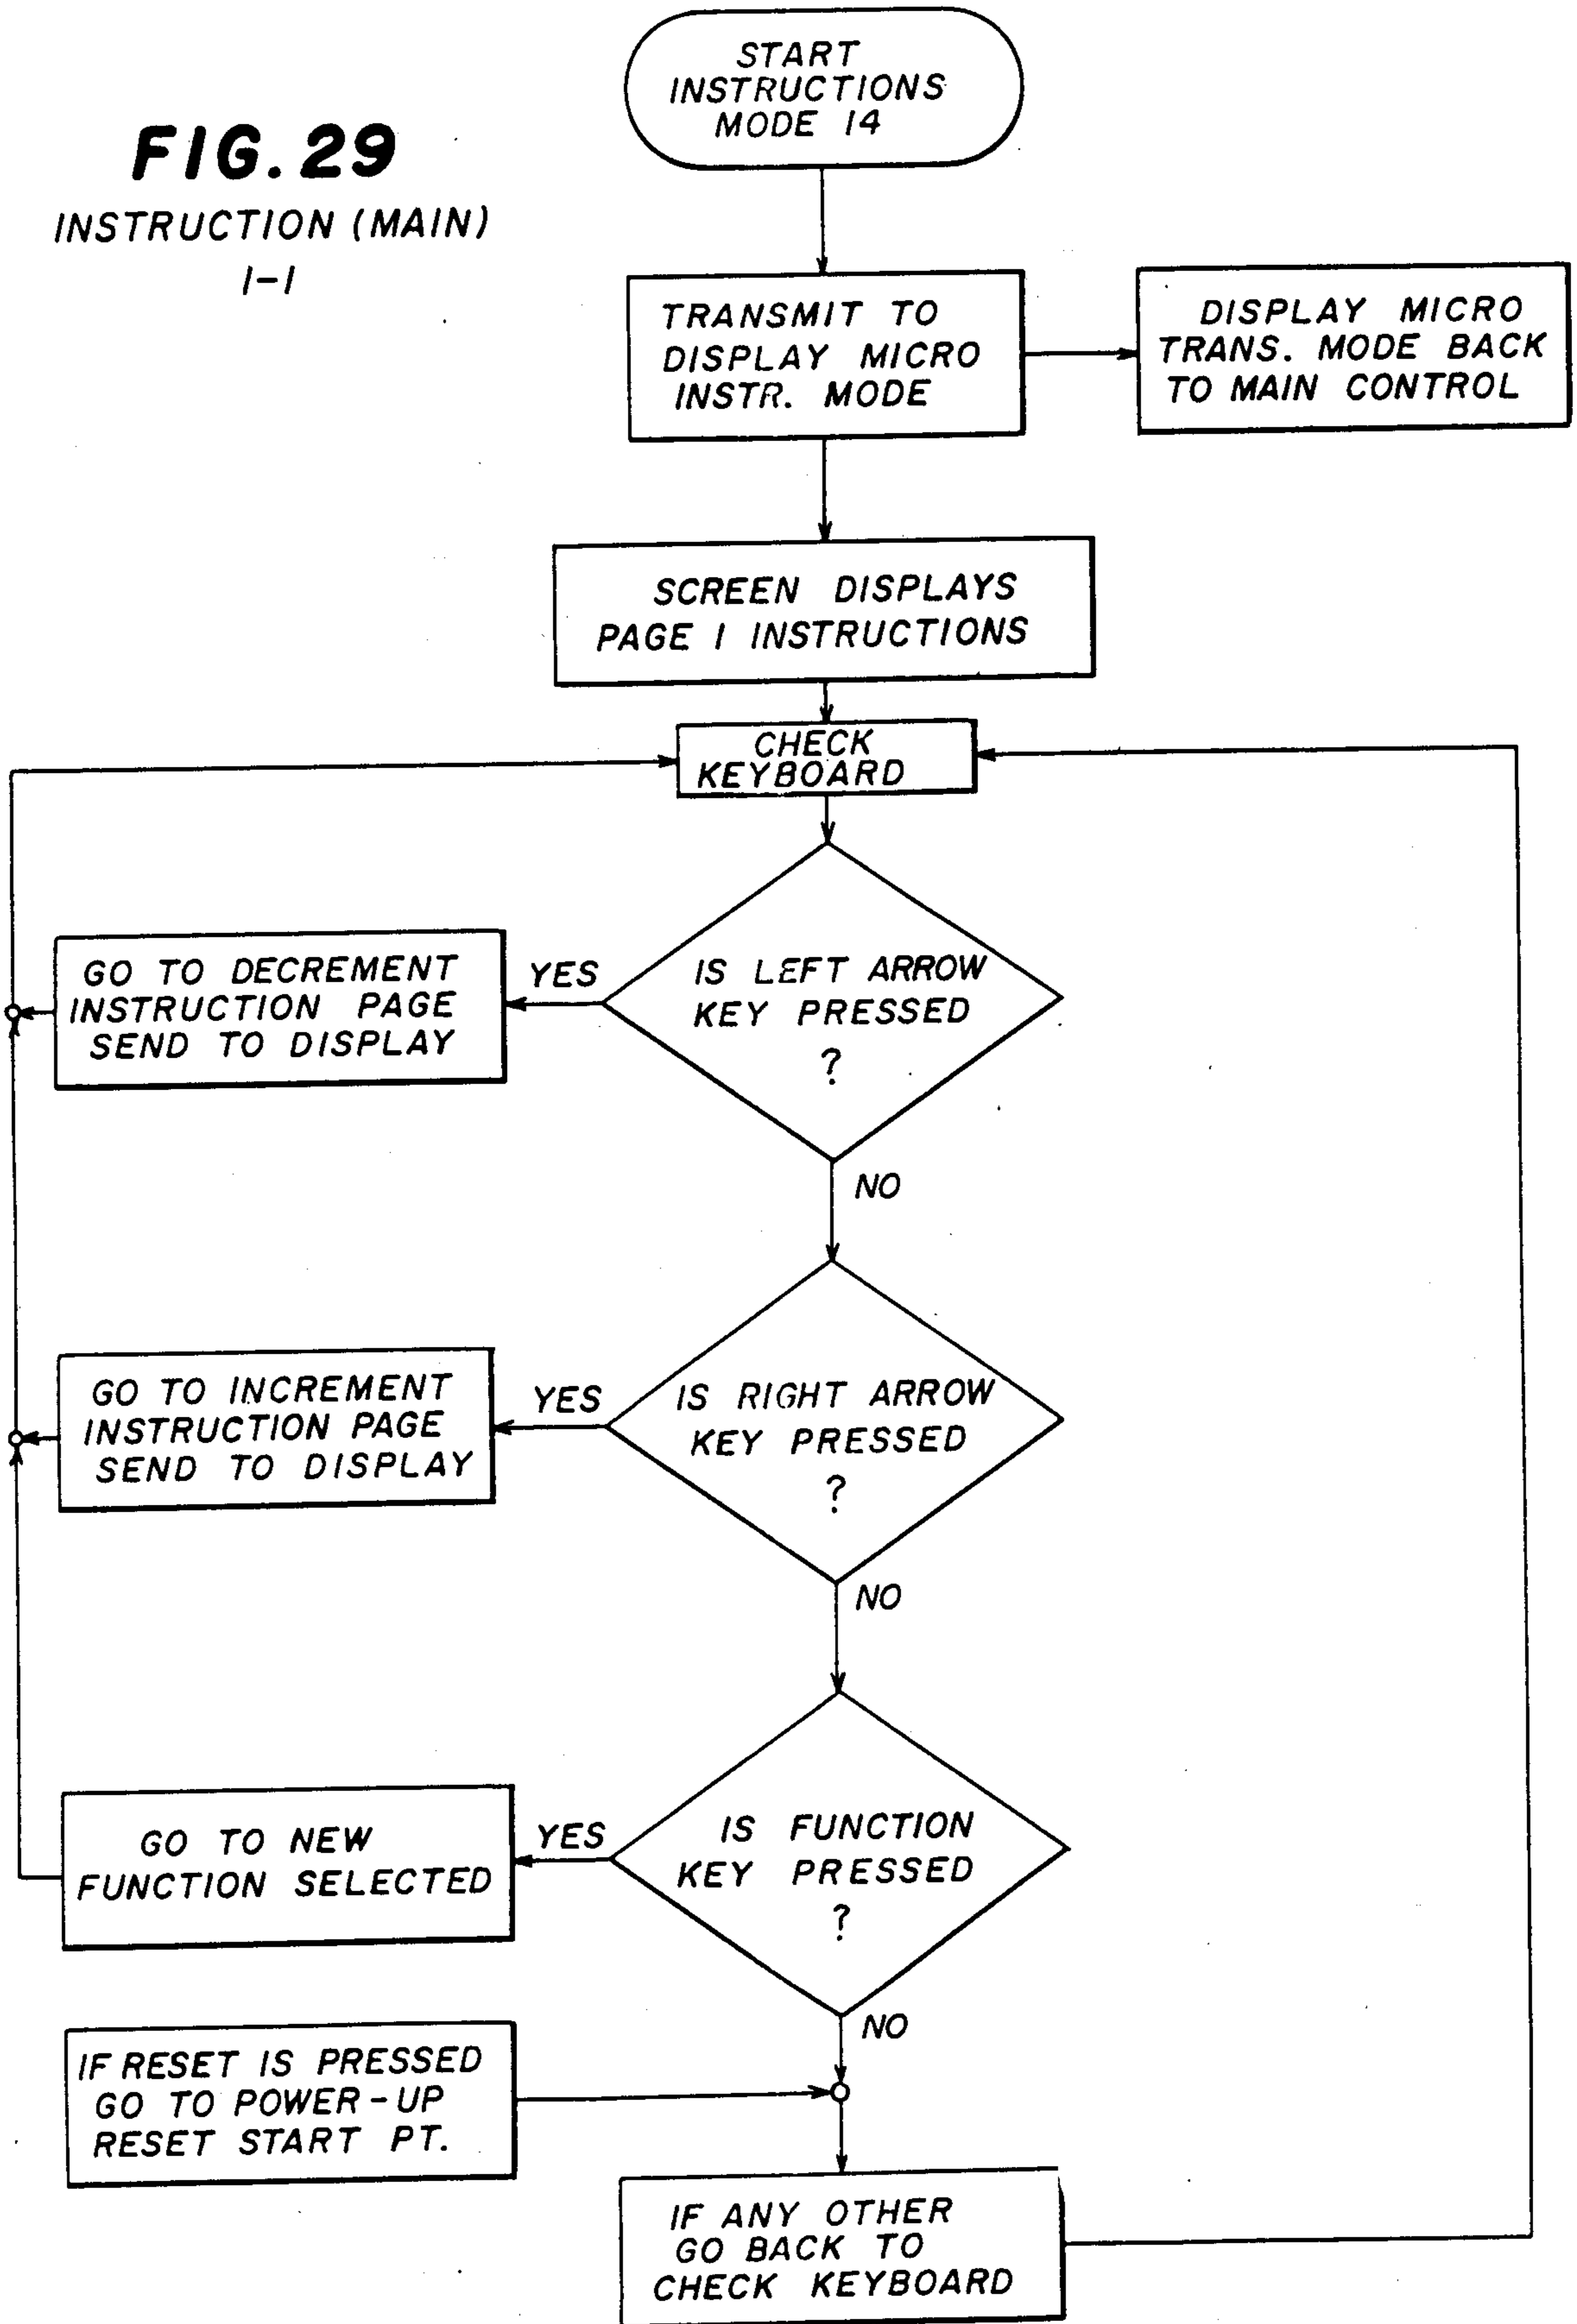 START
INSTRUCTIONS
MODE 14
FIG. 29
INSTRUCTION (MAIN)
1-1
TRANSMIT TO
DISPLAY MICRO
INSTR. MODE
DISPLAY MICRO
TRANS. MODE BACK
TO MAIN CONTROL
SCREEN DISPLAYS
PAGE 1 INSTRUCTIONS
CHECK
KEYBOARD
IS LEFT ARROW
KEY PRESSED
?
YES
GO TO DECREMENT
INSTRUCTION PAGE
SEND TO DISPLAY
NO
IS RIGHT ARROW
KEY PRESSED
?
YES
GO TO INCREMENT
INSTRUCTION PAGE
SEND TO DISPLAY
NO
IS FUNCTION
KEY PRESSED
?
YES
GO TO NEW
FUNCTION SELECTED
NO
IF RESET IS PRESSED
GO TO POWER-UP
RESET START PT.
IF ANY OTHER
GO BACK TO
CHECK KEYBOARD